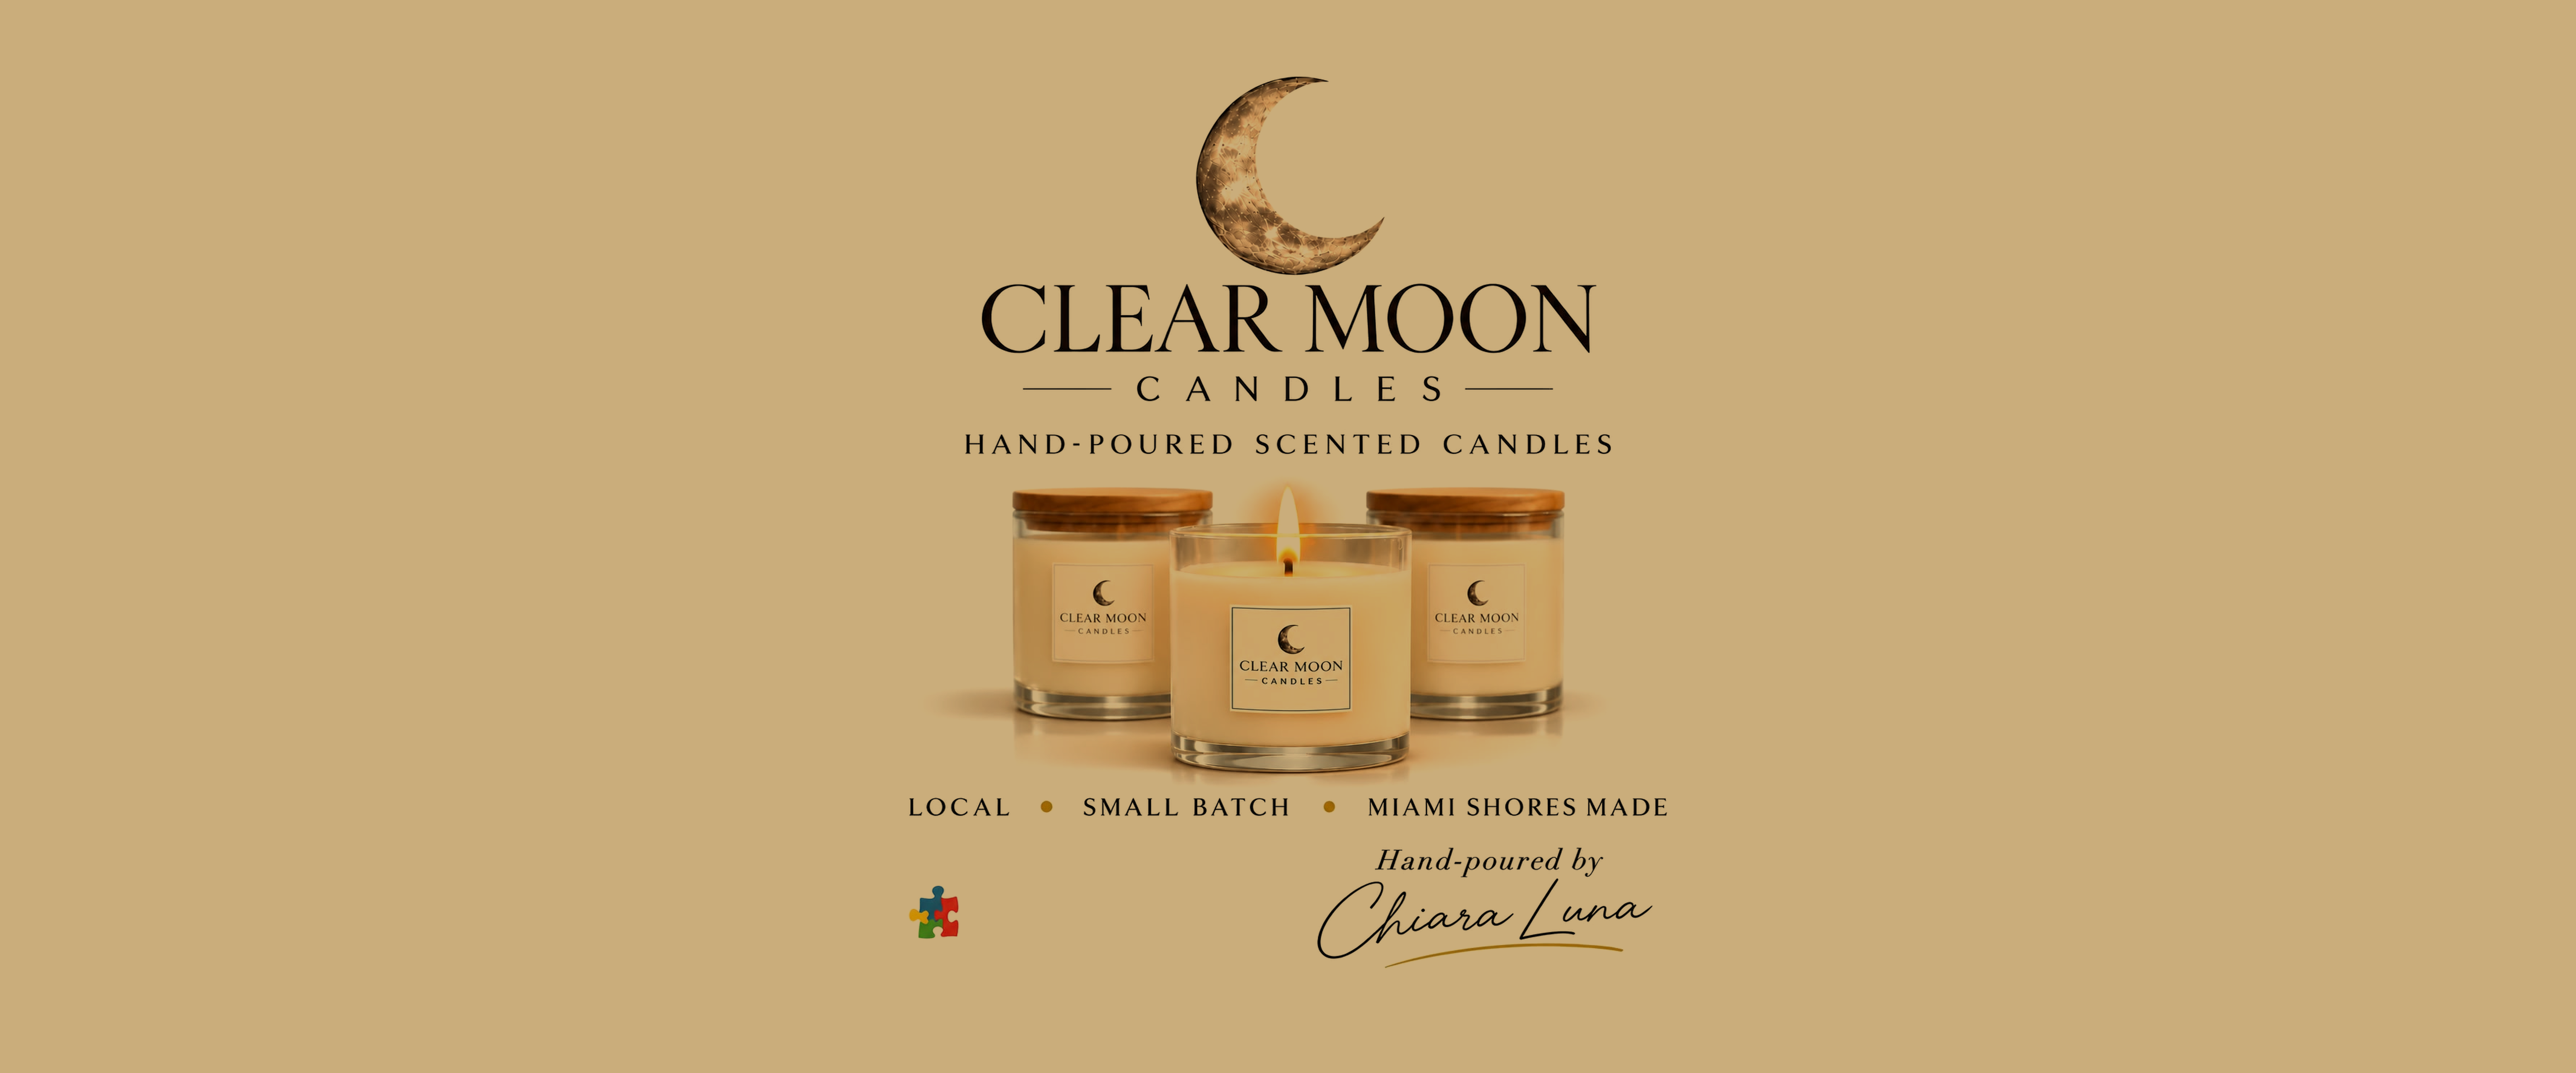 CLEAR MOON
CANDLES
HAND-POURED SCENTED CANDLES
CLEAR MOON
CANDLES
CLEAR MOON
CANDLES
CLEAR MOON
CANDLES
LOCAL • SMALL BATCH • MIAMI SHORES MADE
Hand-poured by
Chiara Luna